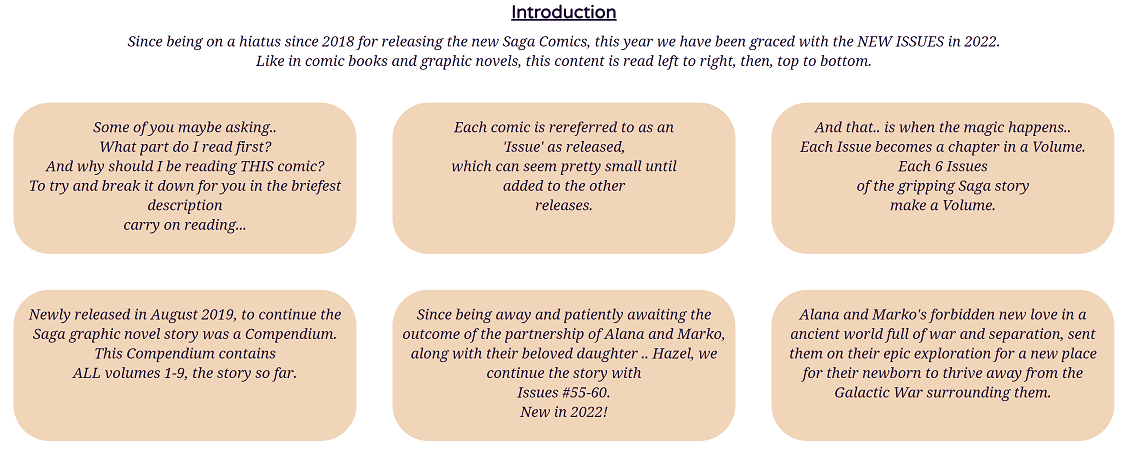 Introduction
Since being on a hiatus since 2018 for releasing the new Saga Comics, this year we have been graced with the NEW ISSUES in 2022.
Like in comic books and graphic novels, this content is read left to right, then, top to bottom.
Some of you maybe asking..
What part do I read first?
And why should I be reading THIS comic?
To try and break it down for you in the briefest
description
carry on reading...
Each comic is rereferred to as an
'Issue' as released,
which can seem pretty small until
added to the other
releases.
And that.. is when the magic happens..
Each Issue becomes a chapter in a Volume.
Each 6 Issues
of the gripping Saga story
make a Volume.
Newly released in August 2019, to continue the
Saga graphic novel story was a Compendium.
This Compendium contains
ALL volumes 1-9, the story so far.
Since being away and patiently awaiting the
outcome of the partnership of Alana and Marko,
along with their beloved daughter .. Hazel, we
continue the story with
Issues #55-60.
New in 2022!
Alana and Marko's forbidden new love in a
ancient world full of war and separation, sent
them on their epic exploration for a new place
for their newborn to thrive away from the
Galactic War surrounding them.